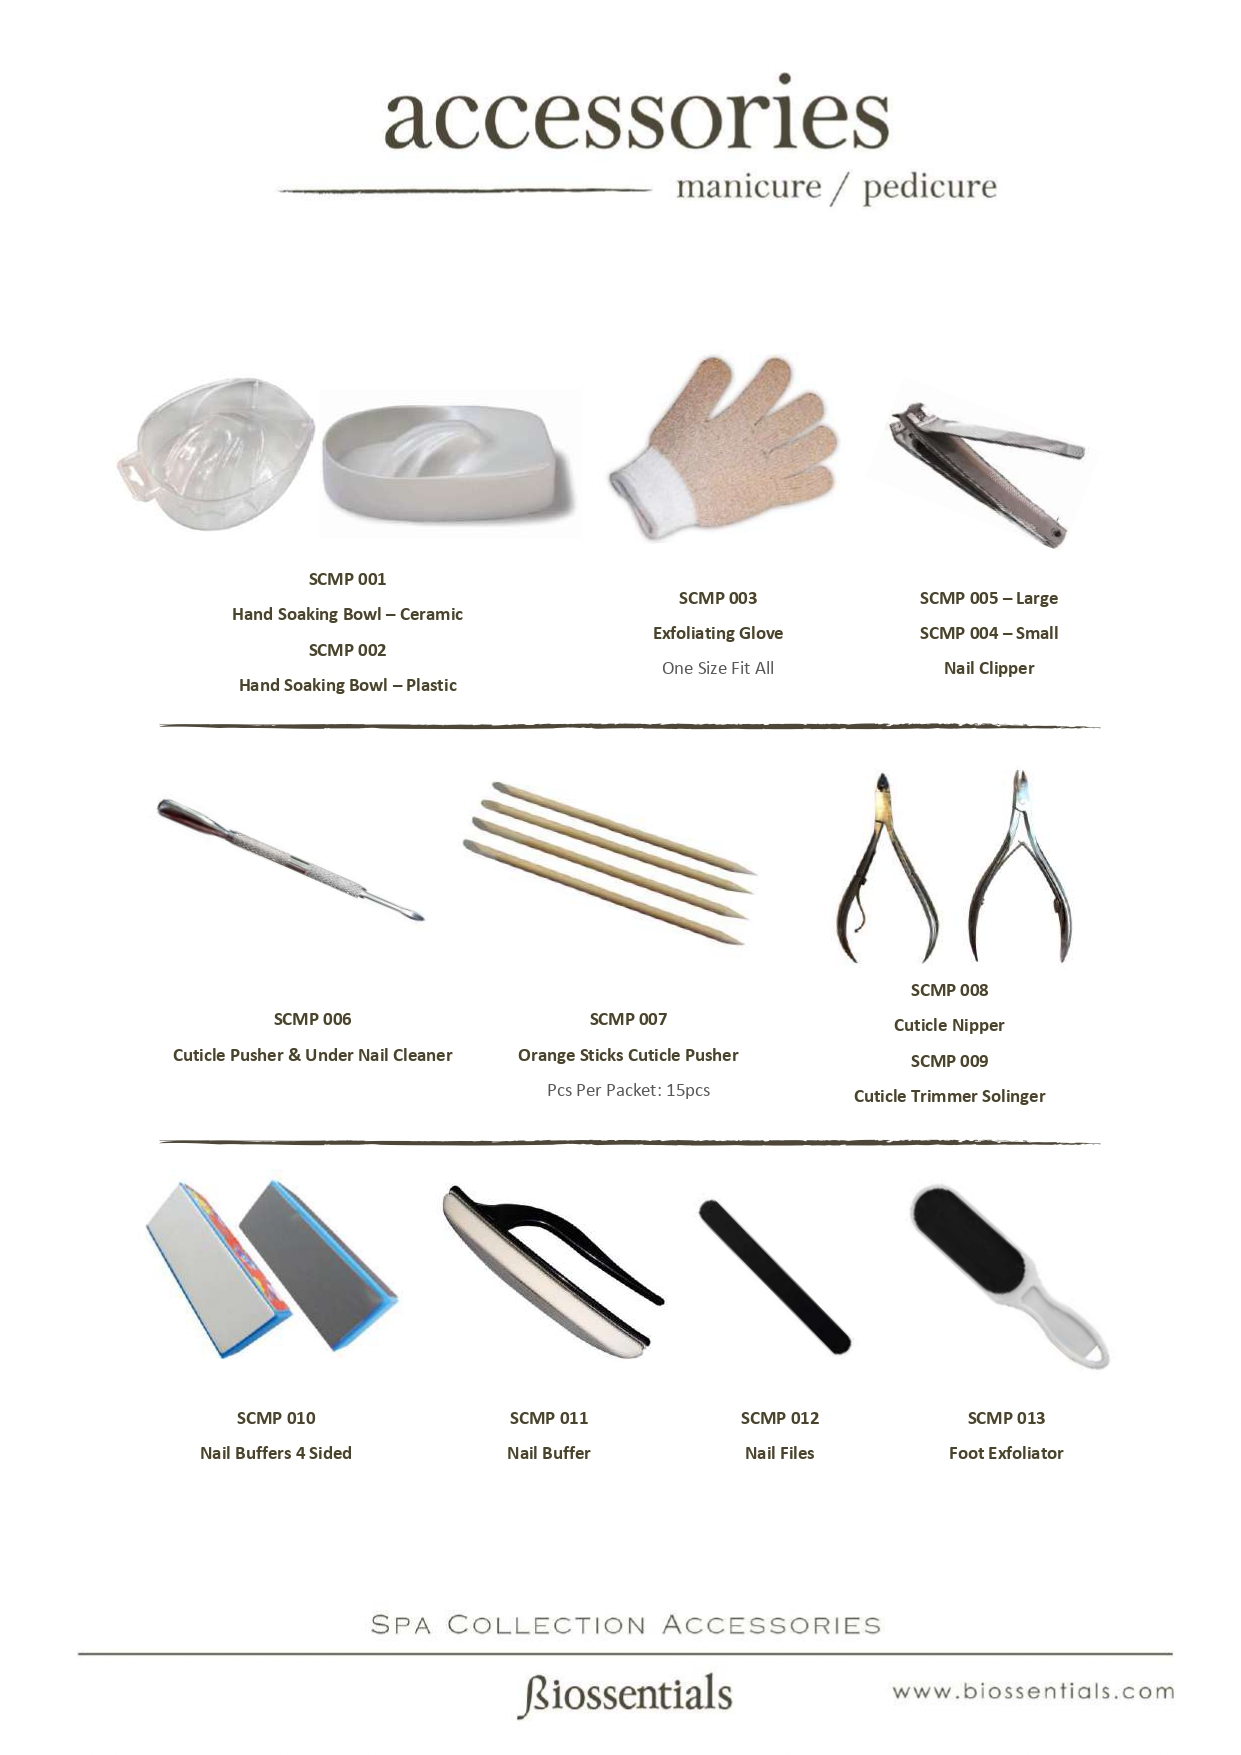 accessories
manicure / pedicure
SCMP 001
Hand Soaking Bowl – Ceramic
SCMP 002
Hand Soaking Bowl – Plastic
SCMP 003
Exfoliating Glove
One Size Fit All
SCMP 005 – Large
SCMP 004 – Small
Nail Clipper
SCMP 006
Cuticle Pusher & Under Nail Cleaner
SCMP 007
Orange Sticks Cuticle Pusher
Pcs Per Packet: 15pcs
SCMP 008
Cuticle Nipper
SCMP 009
Cuticle Trimmer Solinger
SCMP 010
Nail Buffers 4 Sided
SCMP 011
Nail Buffer
SCMP 012
Nail Files
SCMP 013
Foot Exfoliator
Spa Collection Accessories
βiossentials
www.biossentials.com